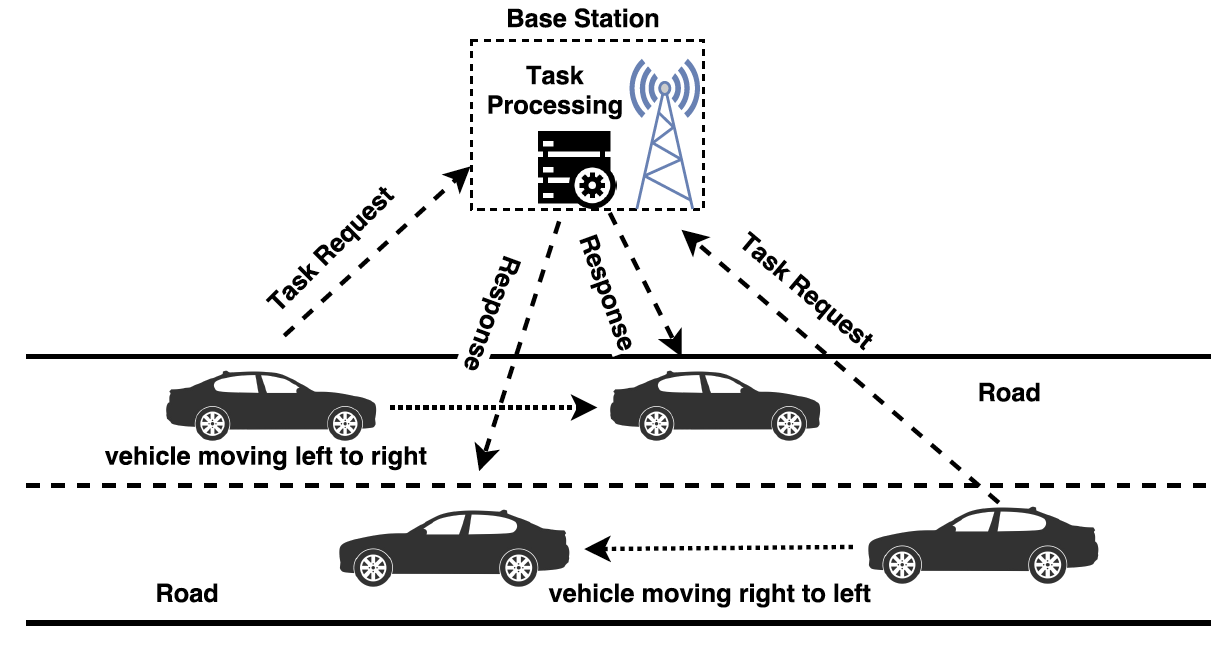 Base Station
Task
Processing
Task Request
Response
Response
Task Request
Road
vehicle moving left to right
Road
vehicle moving right to left